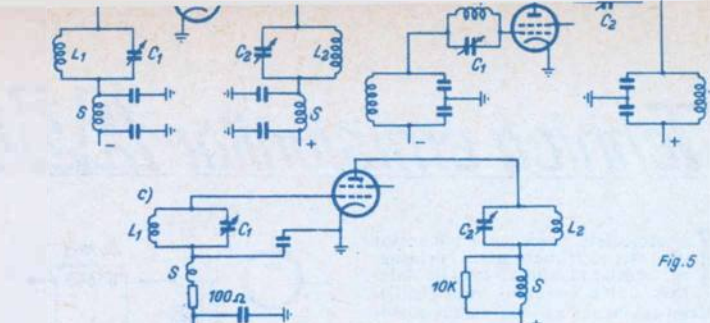 C2
L1
C1
C2
L2
C1
S
S
-
+
-
+
c)
L1
C1
C2
L2
Fig.5
S
S
10K
100Ω
+